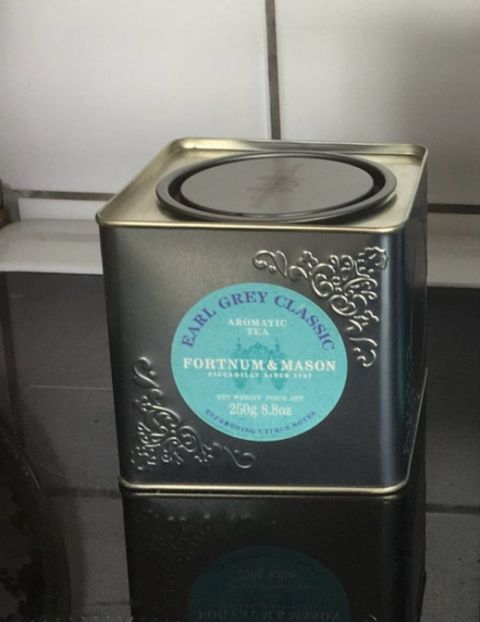 EARL GREY CLASSIC
AROMATIC
TEA
FORTNUM & MASON
PICCADILLY SINCE 1707
NET WEIGHT POIDS NET
250g 8.8oz
REFRESHING CITRUS NOTES